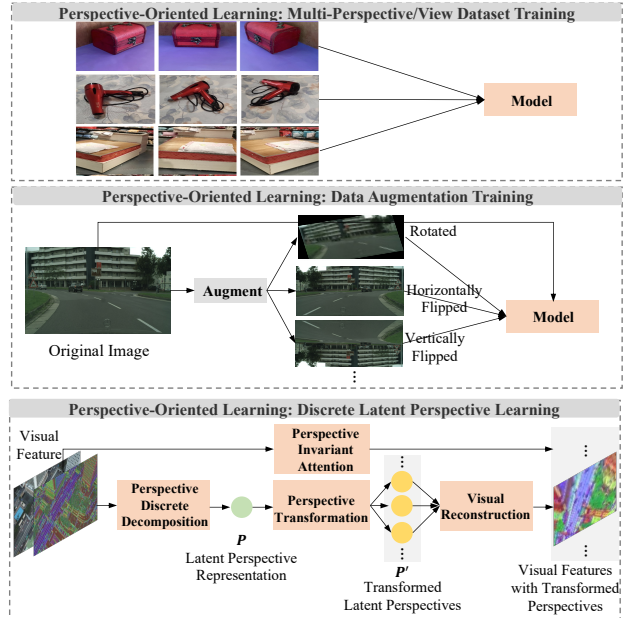 Perspective-Oriented Learning: Multi-Perspective/View Dataset Training
Model
Perspective-Oriented Learning: Data Augmentation Training
Rotated
Augment
Horizontally
Flipped
Model
Vertically
Flipped
Original Image
Perspective-Oriented Learning: Discrete Latent Perspective Learning
Visual
Feature
Perspective
Invariant
Attention
Perspective
Discrete
Decomposition
Perspective
Transformation
Visual
Reconstruction
P
Latent Perspective
Representation
P'
Transformed
Latent Perspectives
Visual Features
with Transformed
Perspectives